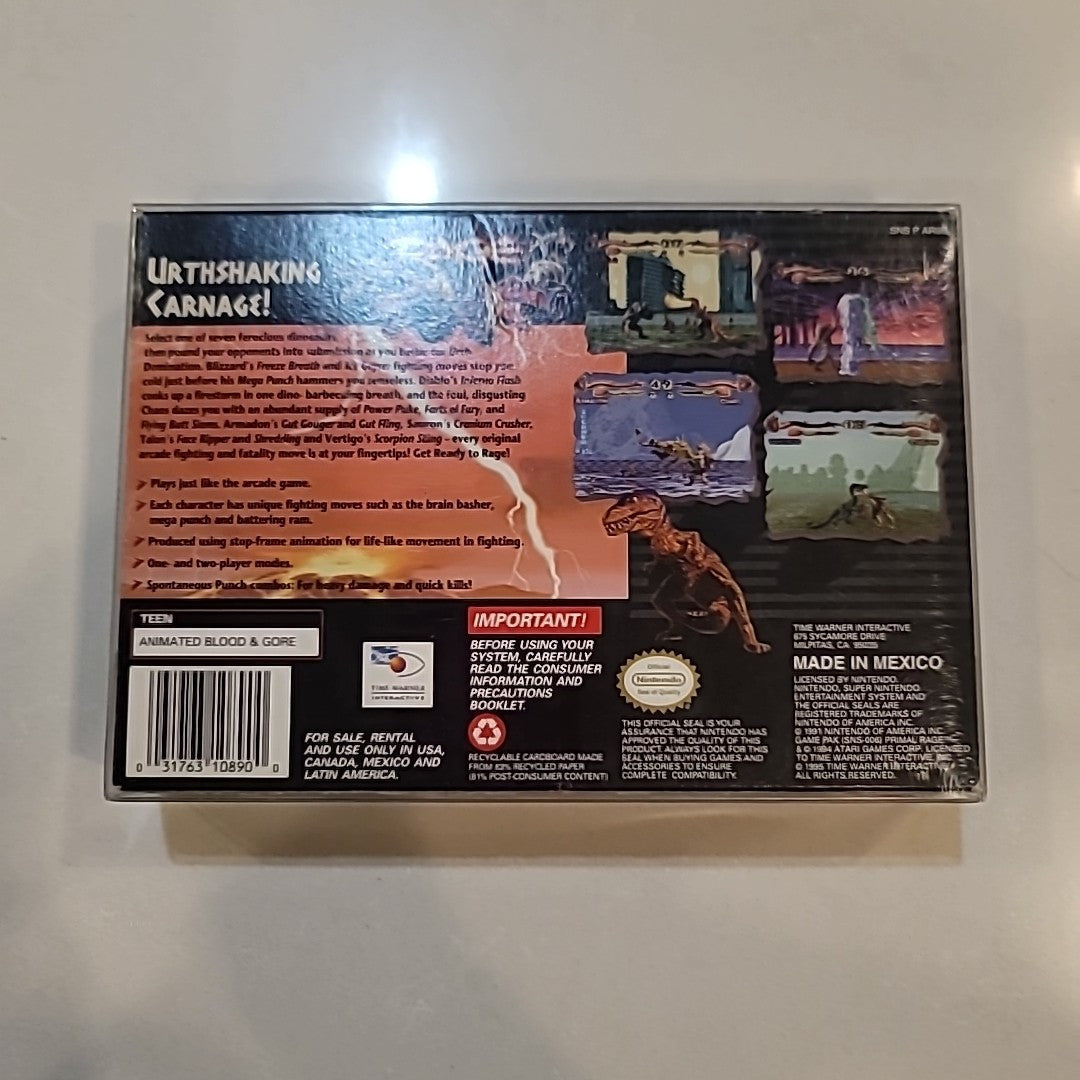 SNS P
URTHSHAKING
CARNAGE!
Select one of seven ferocious dinosaurs,
then pound your opponents into submission as you battle for Urth
Domination. Blizzard's Freeze Breath and Ice Geyser fighting moves stop you
cold just before his Mega Punch hammers you senseless. Diablo's Inferno Flash
cooks up a firestorm in one dino- barbecuing breath, and the foul, disgusting
Chaos dazes you with an abundant supply of Power Puke, Farts of Fury, and
Flying Butt Slams. Armadon's Gut Gouger and Gut Fling, Sauron's Cranium Crusher,
Talon's Face Ripper and Shredding and Vertigo's Scorpion Sting - every original
arcade fighting and fatality move is at your fingertips! Get Ready to Rage!
Plays just like the arcade game.
Each character has unique fighting moves such as the brain basher,
mega punch and battering ram.
Produced using stop-frame animation for life-like movement in fighting.
One- and two-player modes.
Spontaneous Punch combos: For heavy damage and quick kills!
TEEN
ANIMATED BLOOD & GORE
0 31763 10890 0
TIME WARNER
INTERACTIVE
FOR SALE, RENTAL
AND USE ONLY IN USA,
CANADA, MEXICO AND
LATIN AMERICA.
IMPORTANT!
BEFORE USING YOUR
SYSTEM, CAREFULLY
READ THE CONSUMER
INFORMATION AND
PRECAUTIONS
BOOKLET.
RECYCLABLE CARDBOARD MADE
FROM RECYCLED PAPER
(81% POST-CONSUMER CONTENT)
Official
Nintendo
Seal of Quality
THIS OFFICIAL SEAL IS YOUR
ASSURANCE THAT NINTENDO HAS
APPROVED THE QUALITY OF THIS
PRODUCT. ALWAYS LOOK FOR THIS
SEAL WHEN BUYING GAMES AND
ACCESSORIES TO ENSURE
COMPLETE COMPATIBILITY.
TIME WARNER INTERACTIVE
675 SYCAMORE DRIVE
MILPITAS, CA 95035
MADE IN MEXICO
LICENSED BY NINTENDO.
NINTENDO, SUPER NINTENDO
ENTERTAINMENT SYSTEM AND
THE OFFICIAL SEALS ARE
REGISTERED TRADEMARKS OF
NINTENDO OF AMERICA INC.
© 1991 NINTENDO OF AMERICA INC.
GAME PAK (SNS-006) PRIMAL RAGE
& © 1994 ATARI GAMES CORP. LICENSED
TO TIME WARNER INTERACTIVE, INC.
© 1995 TIME WARNER INTERACTIVE
ALL RIGHTS RESERVED.